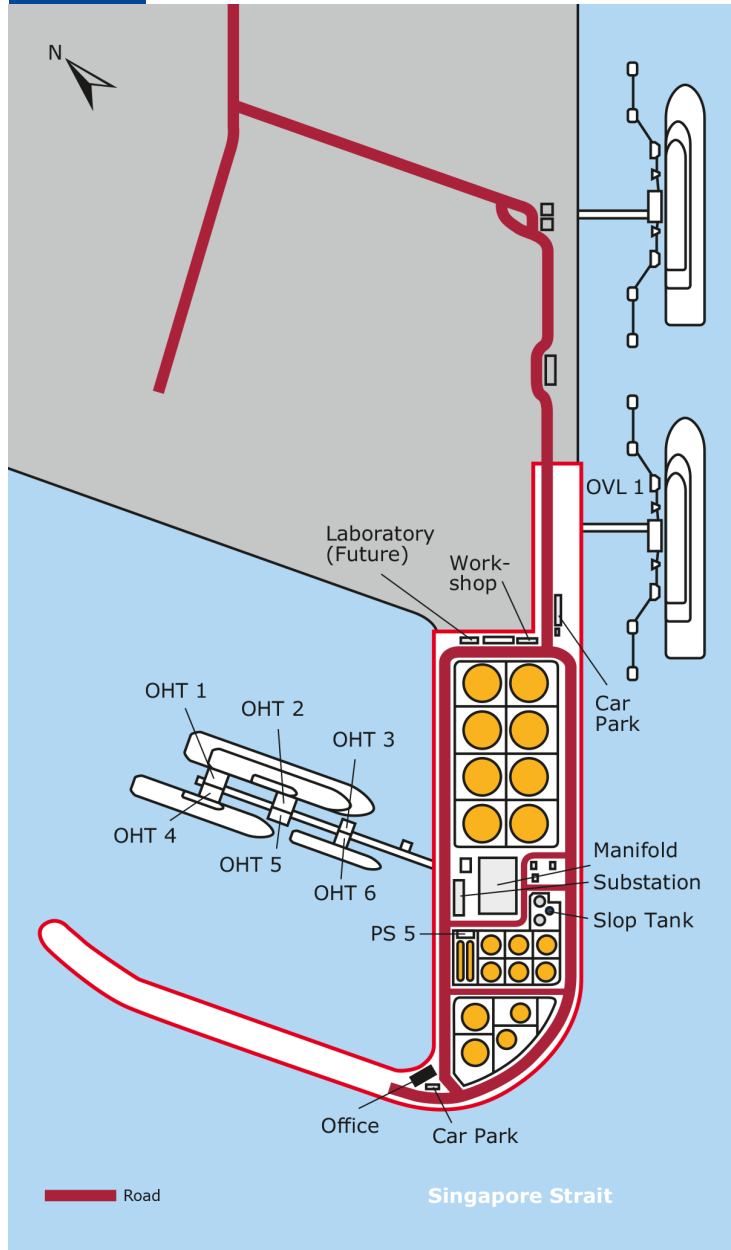 N
OVL 1
Laboratory
(Future)
Work-
shop
Car
Park
OHT 1
OHT 2
OHT 3
OHT 4
OHT 5
OHT 6
Manifold
Substation
Slop Tank
PS 5
Office
Car Park
Road
Singapore Strait